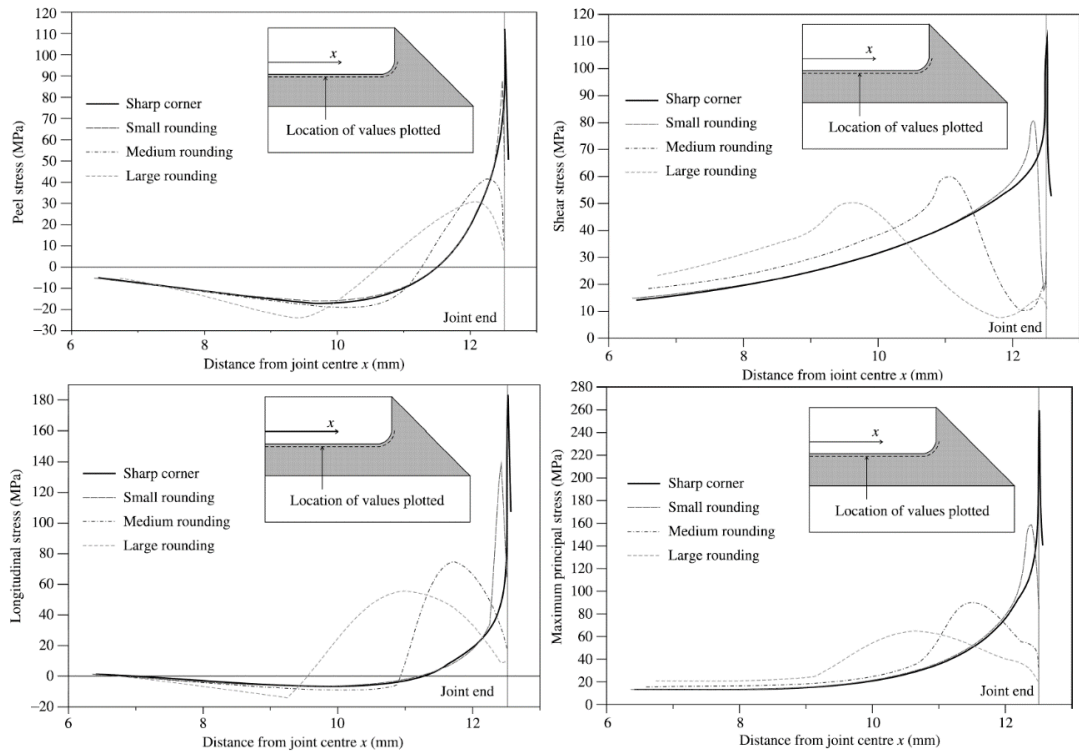 120
110
100
90
80
70
60
50
40
30
20
10
0
−10
−20
−30
Peel stress (MPa)
x
Sharp corner
Small rounding
Medium rounding
Large rounding
Location of values plotted
Joint end
6 8 10 12
Distance from joint centre x (mm)
120
110
100
90
80
70
60
50
40
30
20
10
0
Shear stress (MPa)
x
Sharp corner
Small rounding
Medium rounding
Large rounding
Location of values plotted
Joint end
6 8 10 12
Distance from joint centre x (mm)
180
160
140
120
100
80
60
40
20
0
−20
Longitudinal stress (MPa)
x
Sharp corner
Small rounding
Medium rounding
Large rounding
Location of values plotted
Joint end
6 8 10 12
Distance from joint centre x (mm)
280
260
240
220
200
180
160
140
120
100
80
60
40
20
0
Maximum principal stress (MPa)
x
Sharp corner
Small rounding
Medium rounding
Large rounding
Location of values plotted
Joint end
6 8 10 12
Distance from joint centre x (mm)